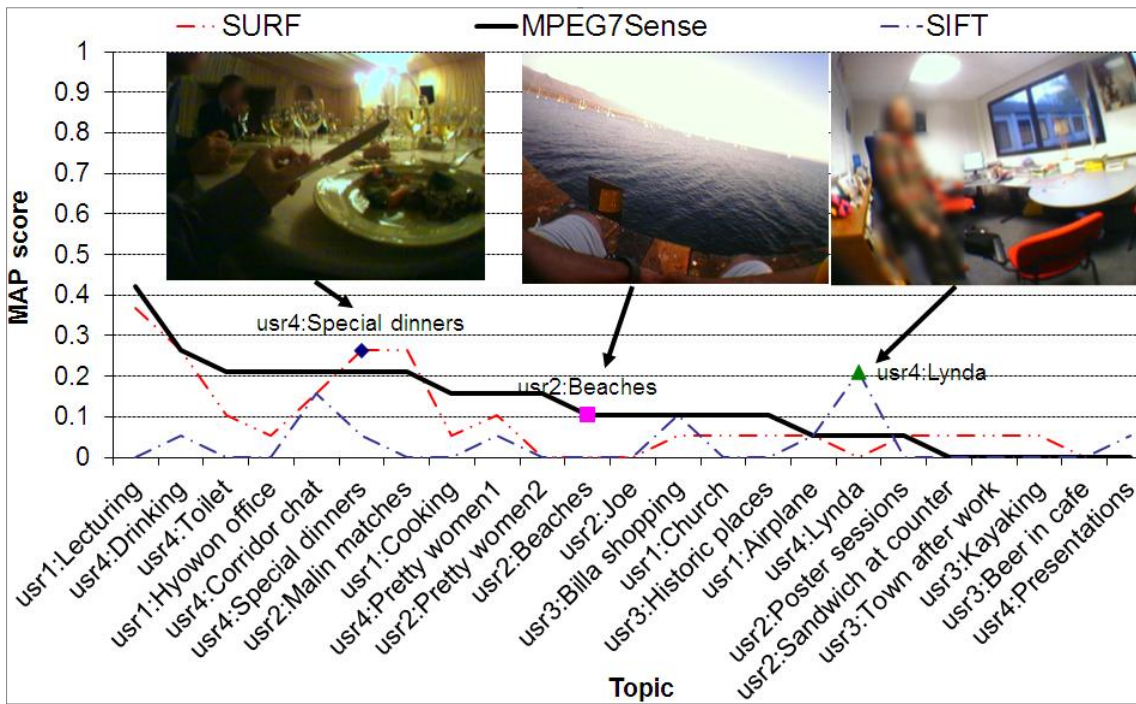 SURF MPEG7Sense SIFT
1
0.9
0.8
0.7
0.6
0.5
0.4
0.3
0.2
0.1
0
MAP score
usr4:Special dinners
usr2:Beaches
usr4:Lynda
usr1:Lecturing
usr4:Drinking
usr4:Toilet
usr1:Hyowon office
usr4:Corridor chat
usr4:Special dinners
usr2:Malin matches
usr1:Cooking
usr4:Pretty women1
usr2:Pretty women2
usr2:Beaches
usr2:Joe
usr3:Billa shopping
usr1:Church
usr3:Historic places
usr1:Airplane
usr4:Lynda
usr2:Poster sessions
usr2:Sandwich at counter
usr3:Town after work
usr3:Kayaking
usr3:Beer in cafe
usr4:Presentations
Topic